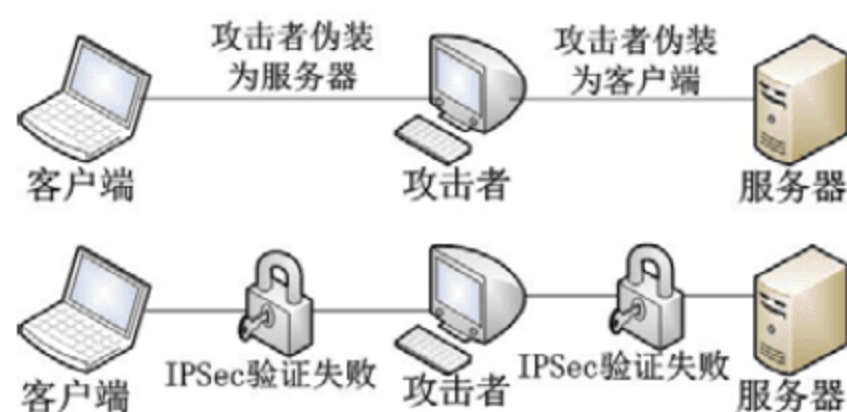 攻击者伪装
为服务器
攻击者伪装
为客户端
客户端
攻击者
服务器
IPSec验证失败
IPSec验证失败
客户端
攻击者
服务器